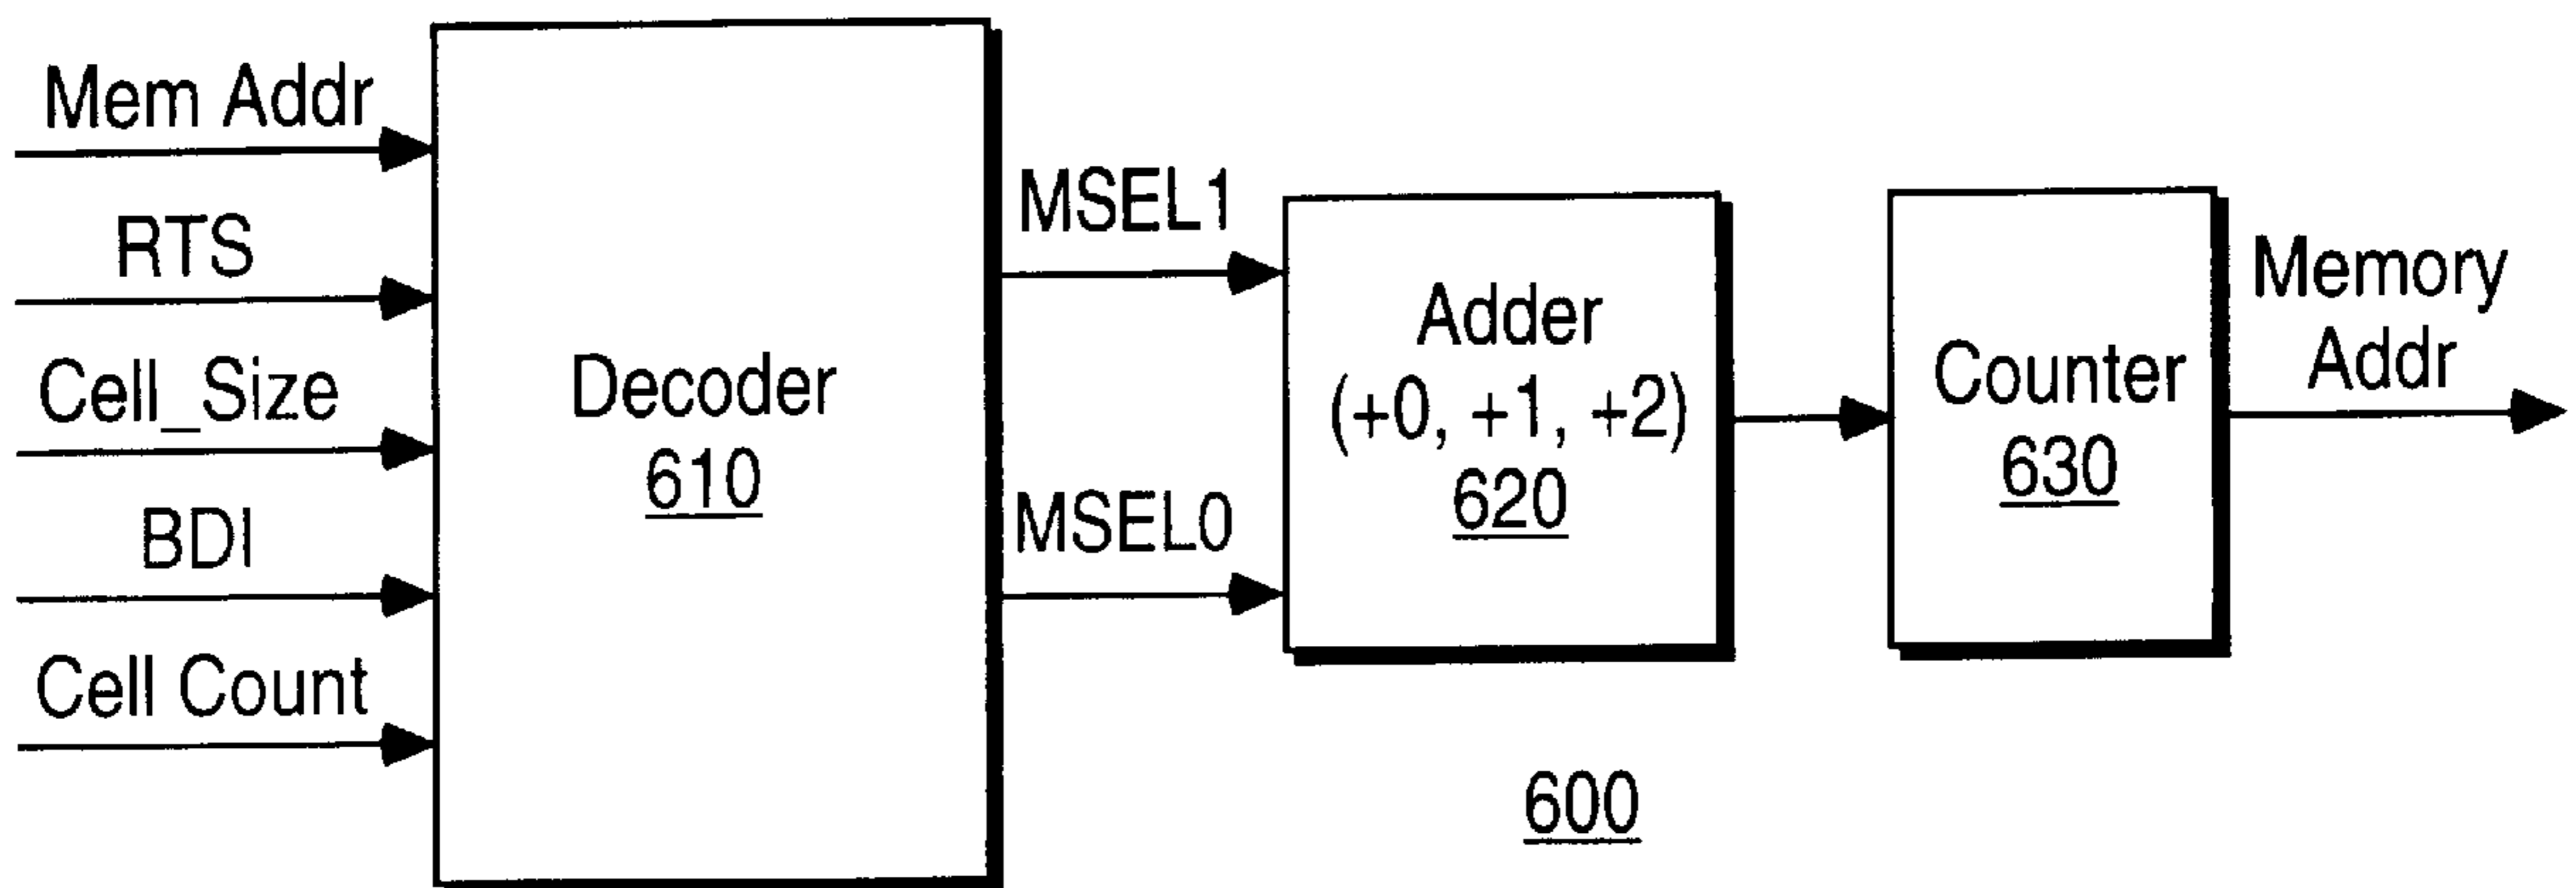 Mem Addr
RTS
Cell_Size
BDI
Cell Count
Decoder
610
MSEL1
MSEL0
Adder
(+0, +1, +2)
620
Counter
630
Memory
Addr
600